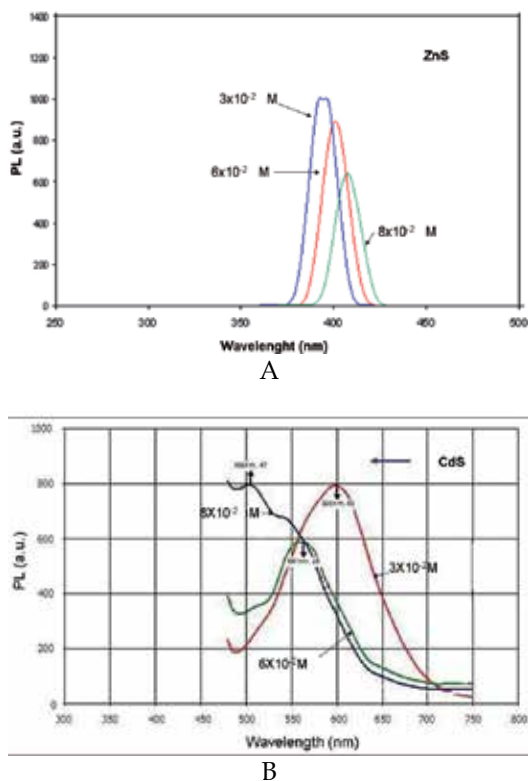 1400
1200
1000
800
600
400
200
0
PL (a.u.)
ZnS
3x10⁻² M
6x10⁻² M
8x10⁻² M
250
300
350
400
450
500
Wavelenght (nm)
A
1000
800
600
400
200
0
PL (a.u.)
CdS
8X10⁻² M
3X10⁻²M
6X10⁻²M
300
350
400
450
500
550
600
650
700
750
800
Wavelength (nm)
B